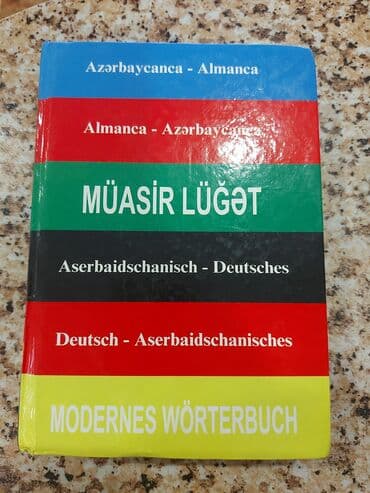 Azərbaycanca - Almanca
Almanca - Azərbaycanca
MÜASİR LÜĞƏT
Aserbaidschanisch - Deutsches
Deutsch - Aserbaidschanisches
MODERNES WÖRTERBUCH